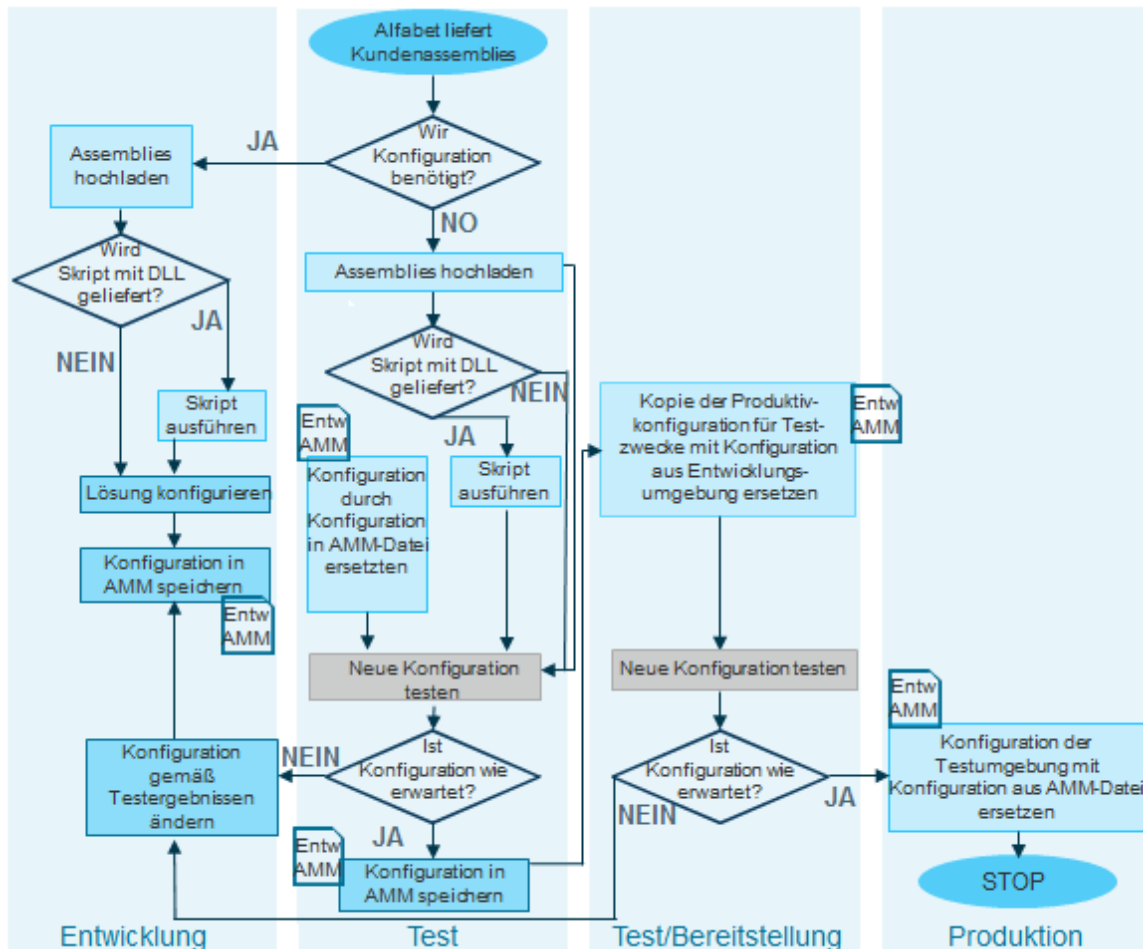 Alfabet liefert
Kundenassemblies
Wir
Konfiguration
benötigt?
JA
NO
Assemblies
hochladen
Wird
Skript mit DLL
geliefert?
JA
NEIN
Skript
ausführen
Lösung konfigurieren
Konfiguration in
AMM speichern
Entw
AMM
Konfiguration
gemäß
Testergebnissen
ändern
Assemblies hochladen
Wird
Skript mit DLL
geliefert?
NEIN
JA
Entw
AMM
Konfiguration
durch
Konfiguration
in AMM-Datei
ersetzten
Skript
ausführen
Neue Konfiguration
testen
Ist
Konfiguration wie
erwartet?
NEIN
JA
Entw
AMM
Konfiguration in
AMM speichern
Kopie der Produktiv-
konfiguration für Test-
zwecke mit Konfiguration
aus Entwicklungs-
umgebung ersetzen
Entw
AMM
Neue Konfiguration testen
Ist
Konfiguration wie
erwartet?
NEIN
JA
Entw
AMM
Konfiguration der
Testumgebung mit
Konfiguration aus AMM-Datei
ersetzen
STOP
Entwicklung
Test
Test/Bereitstellung
Produktion